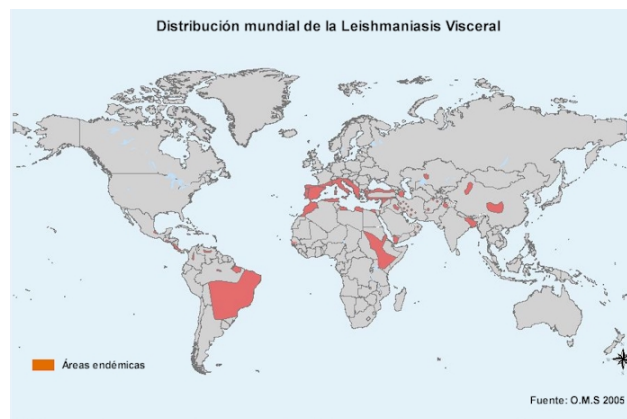 Distribución mundial de la Leishmaniasis Visceral
Áreas endémicas
Fuente: O.M.S 2005